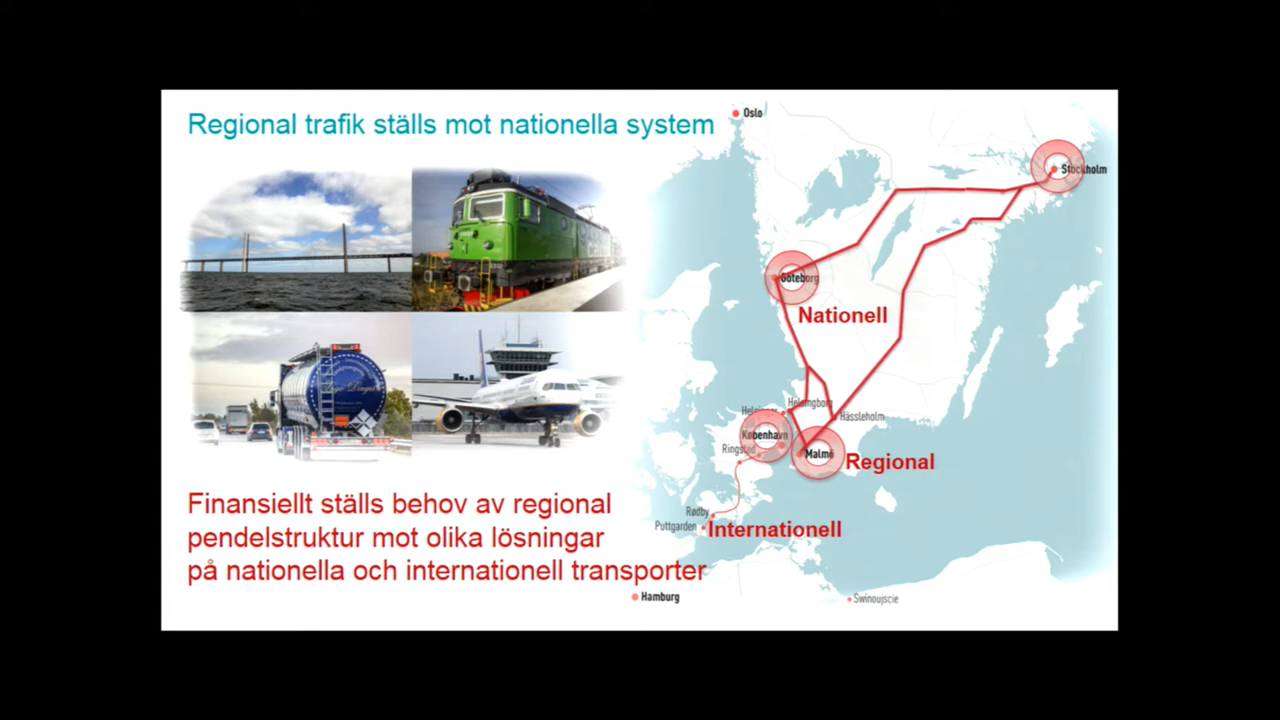 Regional trafik ställs mot nationella system
Finansiellt ställs behov av regional
pendelstruktur mot olika lösningar
på nationella och internationell transporter
Oslo
Stockholm
Göteborg
Nationell
Helsingborg
Hässleholm
København
Ringsted
Malmö
Regional
Rødby
Puttgarden
Internationell
Hamburg
Swinoujscie